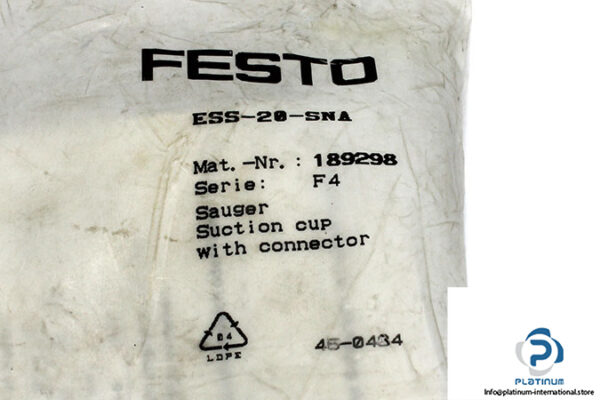 FESTO
ESS-20-SNA
Mat.-Nr.: 189298
Serie: F4
Sauger
Suction cup
with connector
04
LDPE
45-0434
PLATINUM
Info@platinum-international.store